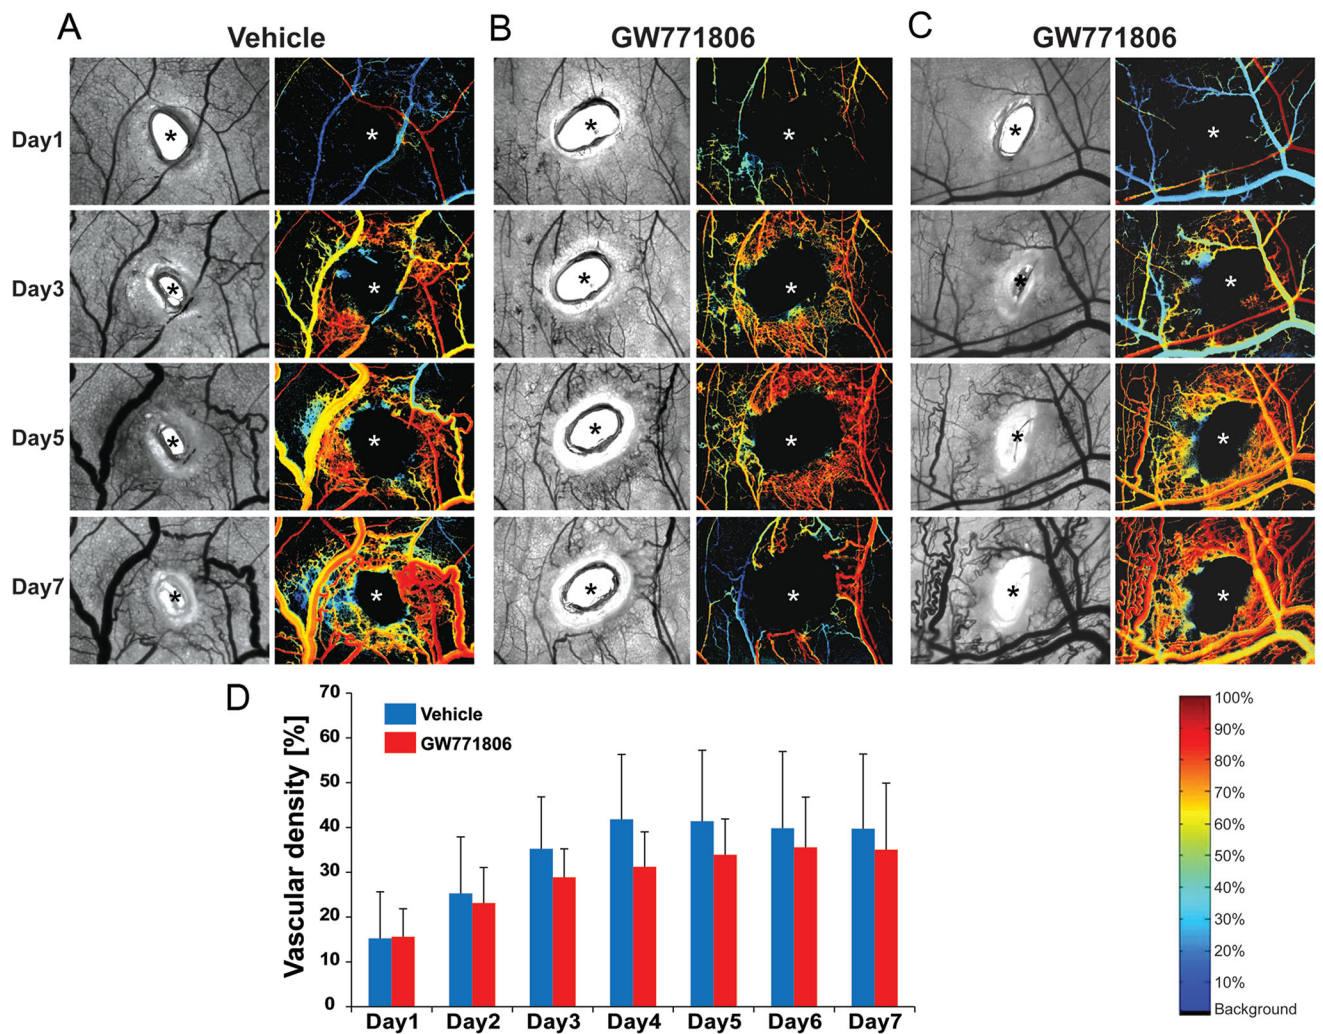 A
Vehicle
B
GW771806
C
GW771806
Day1
*
*
*
*
*
*
Day3
*
*
*
*
*
*
Day5
*
*
*
*
*
*
Day7
*
*
*
*
*
*
D
Vascular density [%]
70
60
50
40
30
20
10
0
Vehicle
GW771806
Day1 Day2 Day3 Day4 Day5 Day6 Day7
100%
90%
80%
70%
60%
50%
40%
30%
20%
10%
Background